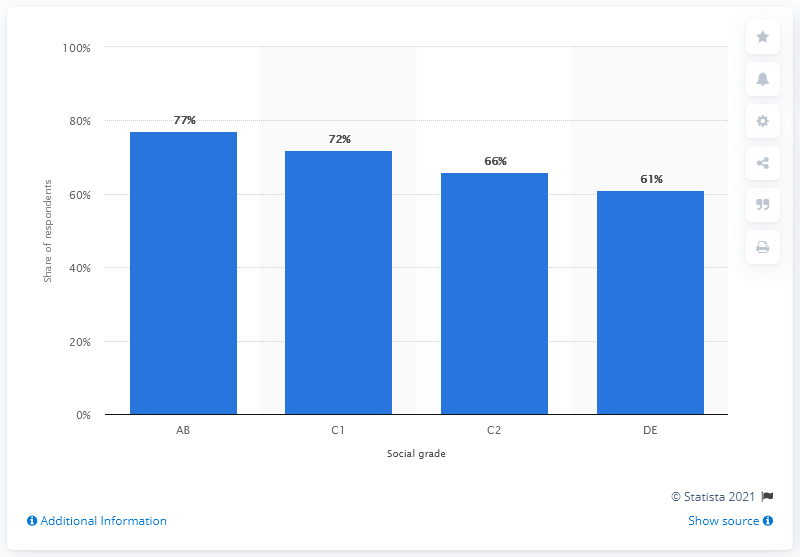 100%
80%
60%
40%
20%
0%
Share of respondents
77%
72%
66%
61%
AB
C1
C2
DE
Social grade
© Statista 2021
Additional Information
Show source